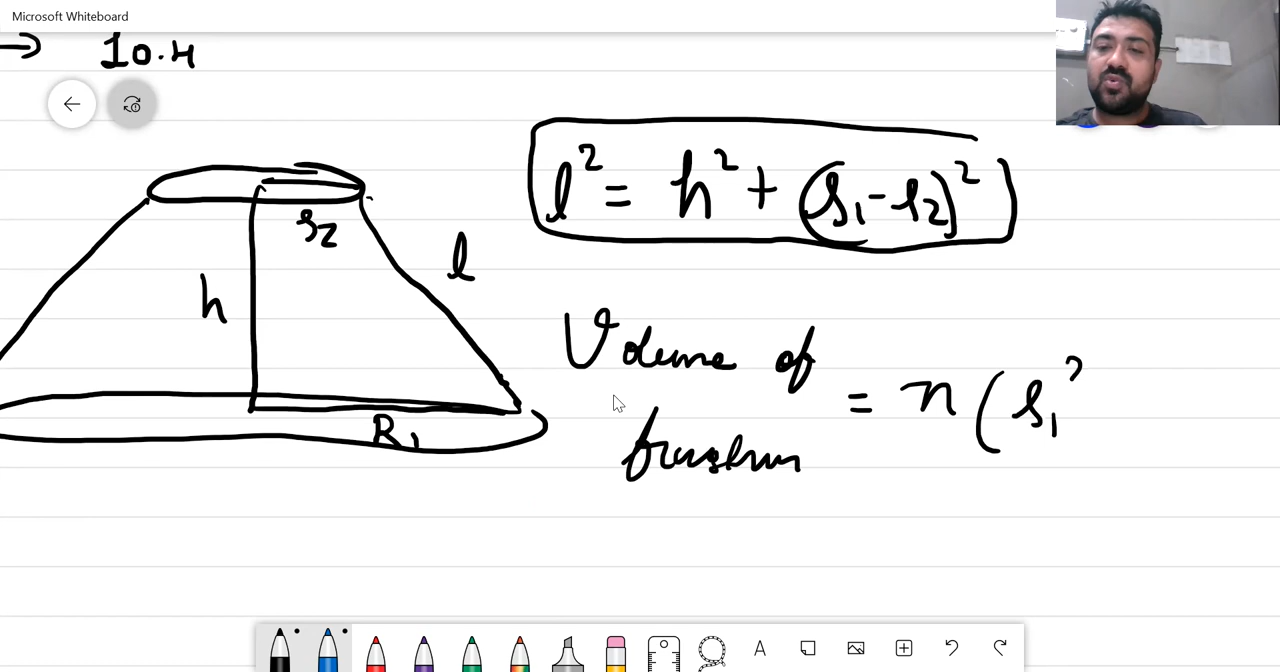 Microsoft Whiteboard
→ 10.4
l² = h² + (r₁-r₂)²
r₂
l
h
R₁
Volume of
frustum
= π (r₁²
A